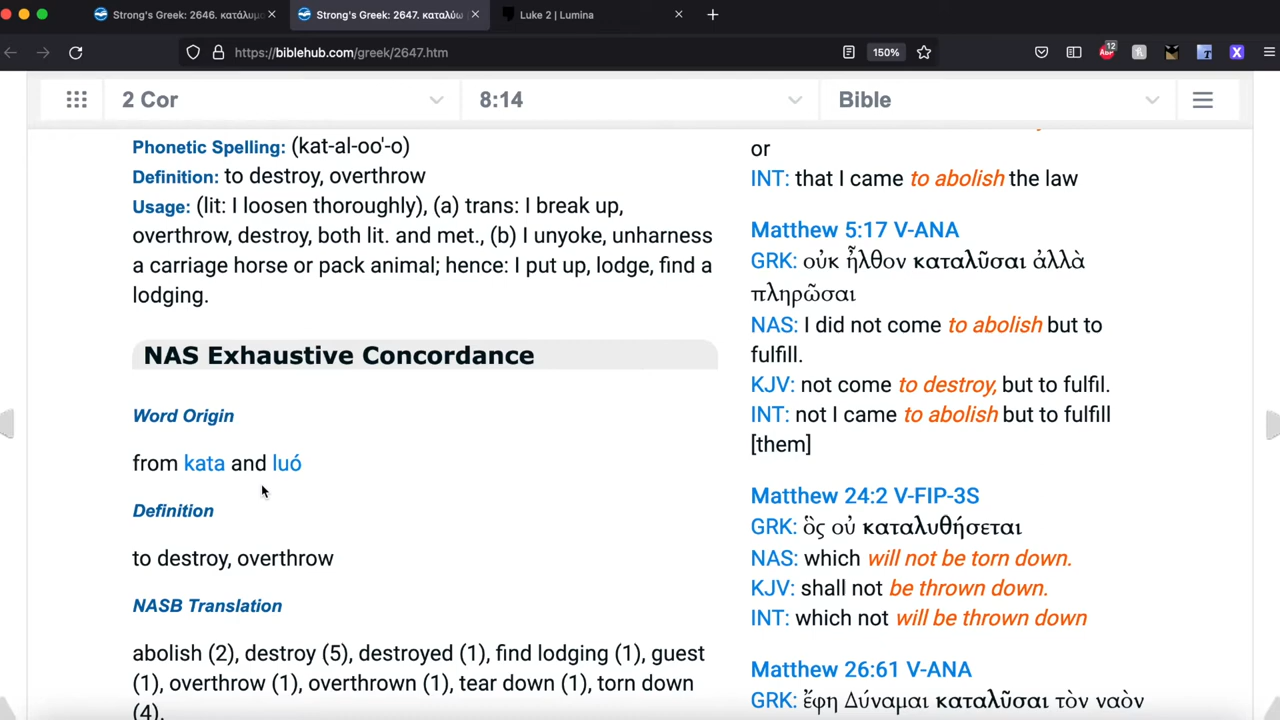 Strong's Greek: 2646. κατάλυμα
Strong's Greek: 2647. καταλύω
Luke 2 | Lumina
https://biblehub.com/greek/2647.htm
150%
12
2 Cor
8:14
Bible
Phonetic Spelling: (kat-al-oo'-o)
Definition: to destroy, overthrow
Usage: (lit: I loosen thoroughly), (a) trans: I break up,
overthrow, destroy, both lit. and met., (b) I unyoke, unharness
a carriage horse or pack animal; hence: I put up, lodge, find a
lodging.
NAS Exhaustive Concordance
Word Origin
from kata and luó
Definition
to destroy, overthrow
NASB Translation
abolish (2), destroy (5), destroyed (1), find lodging (1), guest
(1), overthrow (1), overthrown (1), tear down (1), torn down
(4).
or
INT: that I came to abolish the law
Matthew 5:17 V-ANA
GRK: οὐκ ἦλθον καταλῦσαι ἀλλὰ
πληρῶσαι
NAS: I did not come to abolish but to
fulfill.
KJV: not come to destroy, but to fulfil.
INT: not I came to abolish but to fulfill
[them]
Matthew 24:2 V-FIP-3S
GRK: ὃς οὐ καταλυθήσεται
NAS: which will not be torn down.
KJV: shall not be thrown down.
INT: which not will be thrown down
Matthew 26:61 V-ANA
GRK: ἔφη Δύναμαι καταλῦσαι τὸν ναὸν